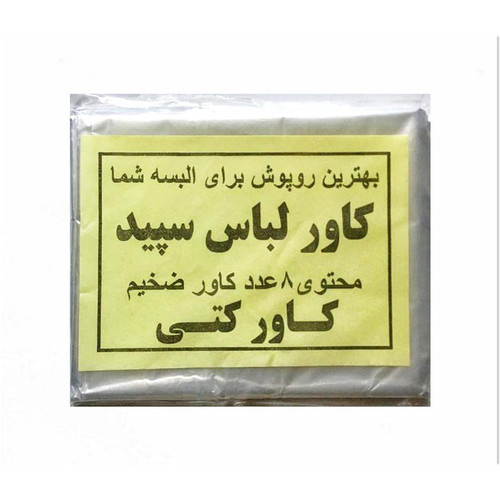 بهترین روپوش برای البسه شما
کاور لباس سپید
محتوی ۸ عدد کاور ضخیم
کاور کتی